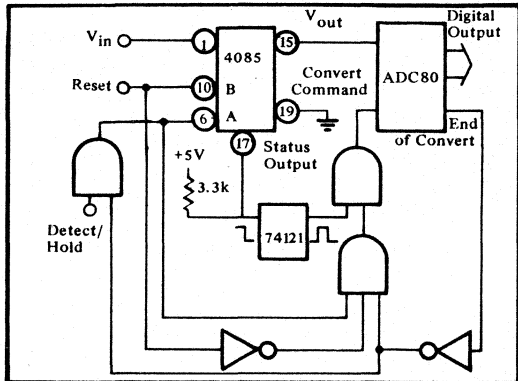 Vin
1
4085
15
Vout
Digital
Output
ADC80
Reset
10
B
Convert
Command
6
A
19
17
Status
Output
End
of Convert
+5V
3.3k
74121
Detect/
Hold